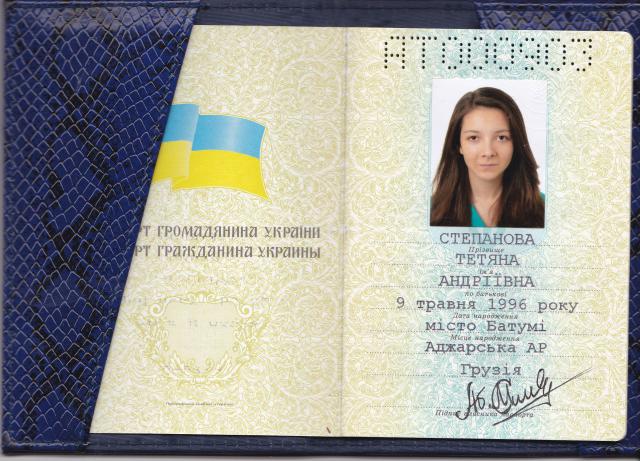 РТ ГРОМАДЯНИНА УКРАЇНИ
РТ ГРАЖДАНИНА УКРАИНЫ
АТ000903
СТЕПАНОВА
Прізвище
ТЕТЯНА
Ім'я
АНДРІЇВНА
по батькові
9 травня 1996 року
Дата народження
місто Батумі
Місце народження
Аджарська АР
Грузія
Підпис власника паспорта